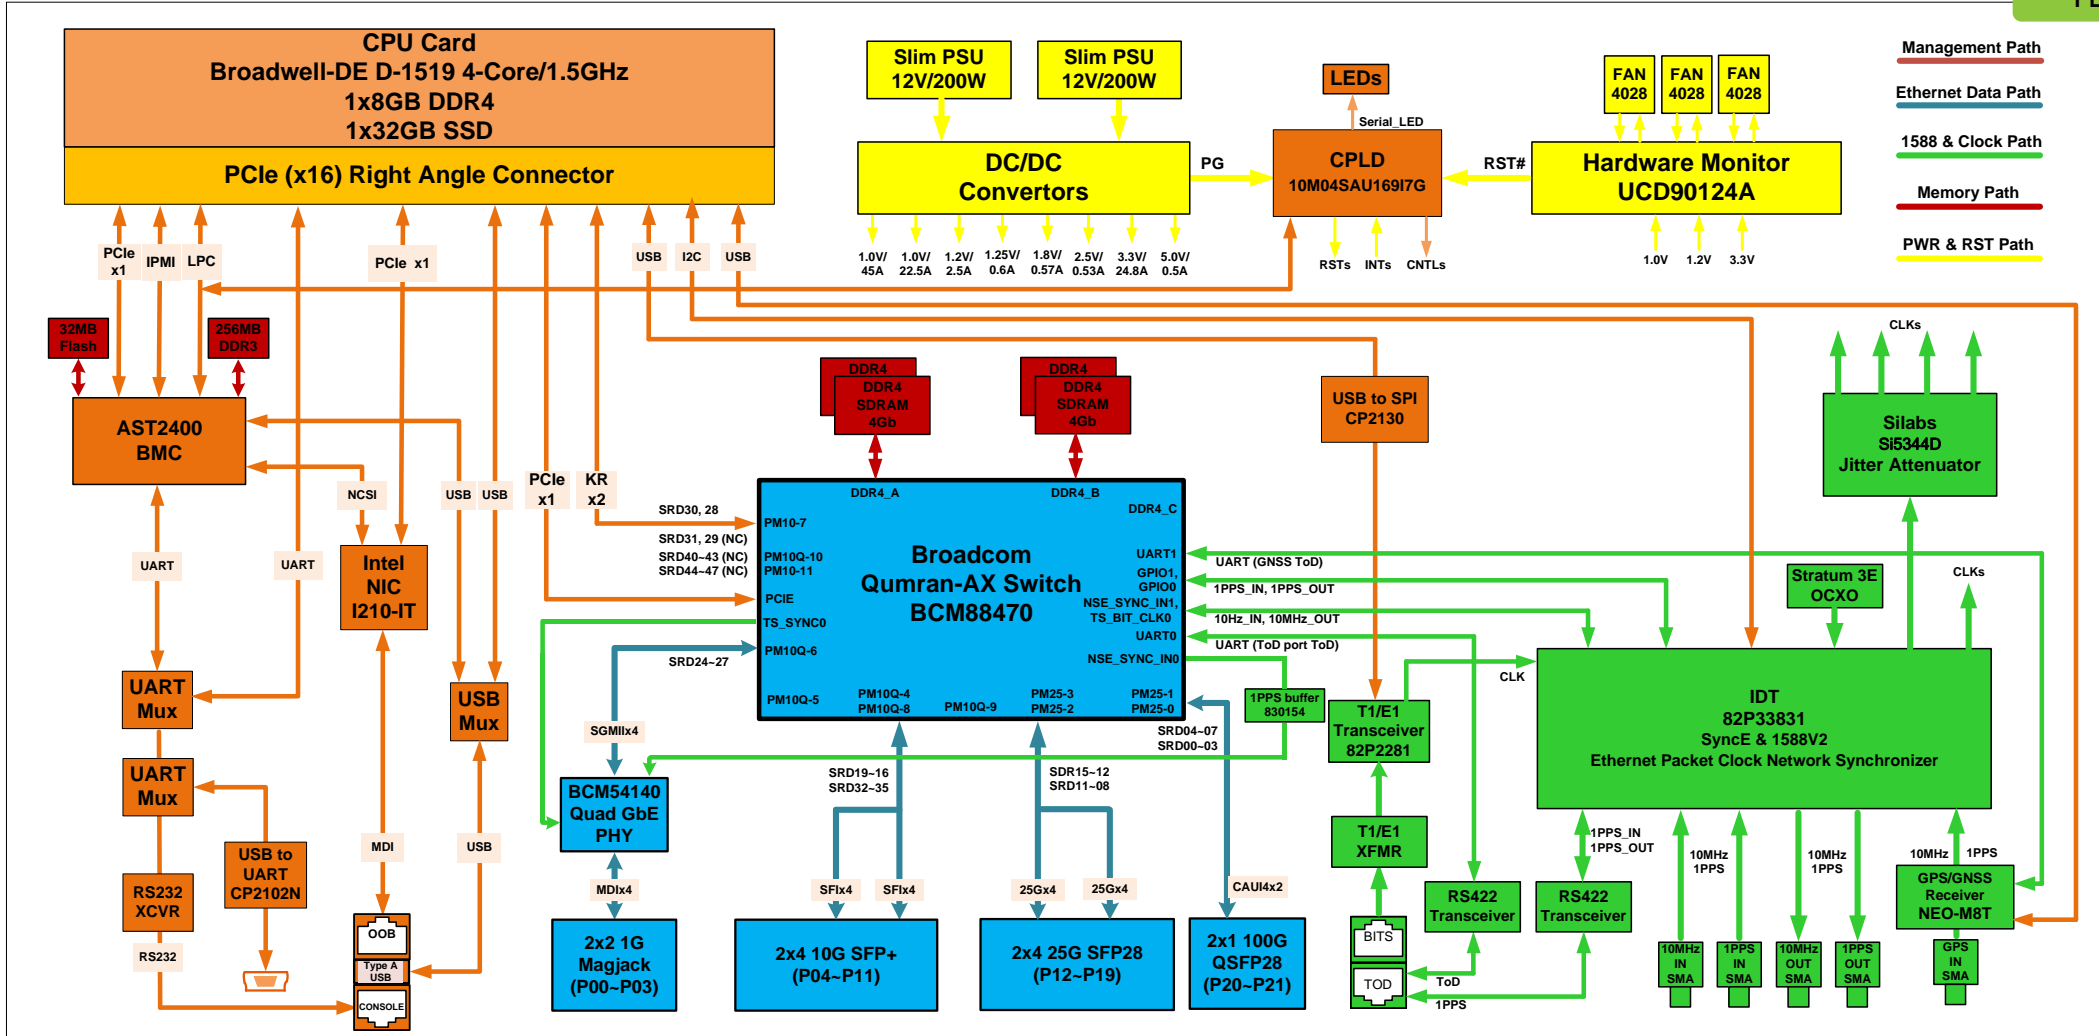 CPU Card
Broadwell-DE D-1519 4-Core/1.5GHz
1x8GB DDR4
1x32GB SSD
PCIe (x16) Right Angle Connector
Slim PSU
12V/200W
Slim PSU
12V/200W
LEDs
Serial_LED
FAN
4028
FAN
4028
FAN
4028
Management Path
Ethernet Data Path
1588 & Clock Path
Memory Path
PWR & RST Path
DC/DC
Convertors
PG
CPLD
10M04SAU169I7G
RST#
Hardware Monitor
UCD90124A
1.0V/
45A
1.0V/
22.5A
1.2V/
2.5A
1.25V/
0.6A
1.8V/
0.57A
2.5V/
0.53A
3.3V/
24.8A
5.0V/
0.5A
RSTs
INTs
CNTLs
1.0V
1.2V
3.3V
PCIe
x1
IPMI
LPC
PCIe x1
USB
I2C
USB
32MB
Flash
256MB
DDR3
AST2400
BMC
NCSI
USB
USB
PCIe
x1
KR
x2
UART
UART
Intel
NIC
I210-IT
UART
Mux
USB
Mux
UART
Mux
USB to
UART
CP2102N
RS232
XCVR
RS232
MDI
USB
OOB
Type A
USB
CONSOLE
DDR4
DDR4
SDRAM
4Gb
DDR4
DDR4
SDRAM
4Gb
USB to SPI
CP2130
CLKs
Silabs
Si5344D
Jitter Attenuator
SRD30, 28
SRD31, 29 (NC)
SRD40~43 (NC)
SRD44~47 (NC)
SRD24~27
DDR4_A
DDR4_B
DDR4_C
PM10-7
PM10Q-10
PM10-11
PCIE
TS_SYNC0
PM10Q-6
PM10Q-5
PM10Q-4
PM10Q-8
PM10Q-9
PM25-3
PM25-2
PM25-1
PM25-0
Broadcom
Qumran-AX Switch
BCM88470
UART1
GPIO1,
GPIO0
NSE_SYNC_IN1,
TS_BIT_CLK0
UART0
NSE_SYNC_IN0
UART (GNSS ToD)
1PPS_IN, 1PPS_OUT
10Hz_IN, 10MHz_OUT
UART (ToD port ToD)
CLK
Stratum 3E
OCXO
CLKs
1PPS buffer
830154
T1/E1
Transceiver
82P2281
IDT
82P33831
SyncE & 1588V2
Ethernet Packet Clock Network Synchronizer
SGMIIx4
SRD19~16
SRD32~35
SDR15~12
SRD11~08
SRD04~07
SRD00~03
BCM54140
Quad GbE
PHY
MDIx4
SFIx4
SFIx4
25Gx4
25Gx4
CAUI4x2
2x2 1G
Magjack
(P00~P03)
2x4 10G SFP+
(P04~P11)
2x4 25G SFP28
(P12~P19)
2x1 100G
QSFP28
(P20~P21)
T1/E1
XFMR
BITS
TOD
RS422
Transceiver
RS422
Transceiver
ToD
1PPS
1PPS_IN
1PPS_OUT
10MHz
1PPS
10MHz
1PPS
10MHz
1PPS
GPS/GNSS
Receiver
NEO-M8T
10MHz
IN
SMA
1PPS
IN
SMA
10MHz
OUT
SMA
1PPS
OUT
SMA
GPS
IN
SMA